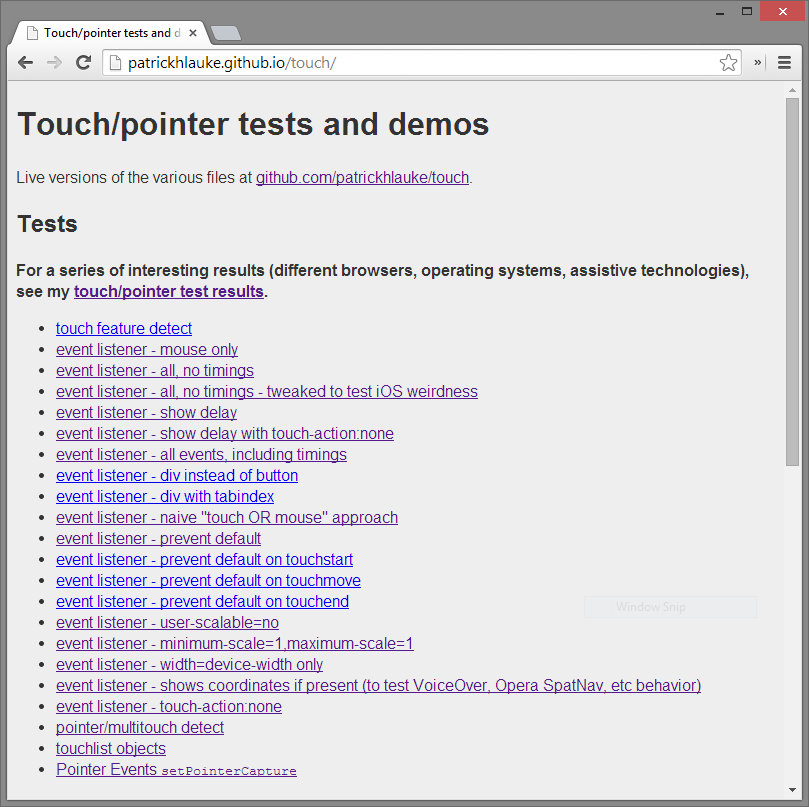 Touch/pointer tests and d
patrickhlauke.github.io/touch/
Touch/pointer tests and demos
Live versions of the various files at github.com/patrickhlauke/touch.
Tests
For a series of interesting results (different browsers, operating systems, assistive technologies),
see my touch/pointer test results.
• touch feature detect
• event listener - mouse only
• event listener - all, no timings
• event listener - all, no timings - tweaked to test iOS weirdness
• event listener - show delay
• event listener - show delay with touch-action:none
• event listener - all events, including timings
• event listener - div instead of button
• event listener - div with tabindex
• event listener - naive "touch OR mouse" approach
• event listener - prevent default
• event listener - prevent default on touchstart
• event listener - prevent default on touchmove
• event listener - prevent default on touchend
• event listener - user-scalable=no
• event listener - minimum-scale=1,maximum-scale=1
• event listener - width=device-width only
• event listener - shows coordinates if present (to test VoiceOver, Opera SpatNav, etc behavior)
• event listener - touch-action:none
• pointer/multitouch detect
• touchlist objects
• Pointer Events setPointerCapture
Window Snip